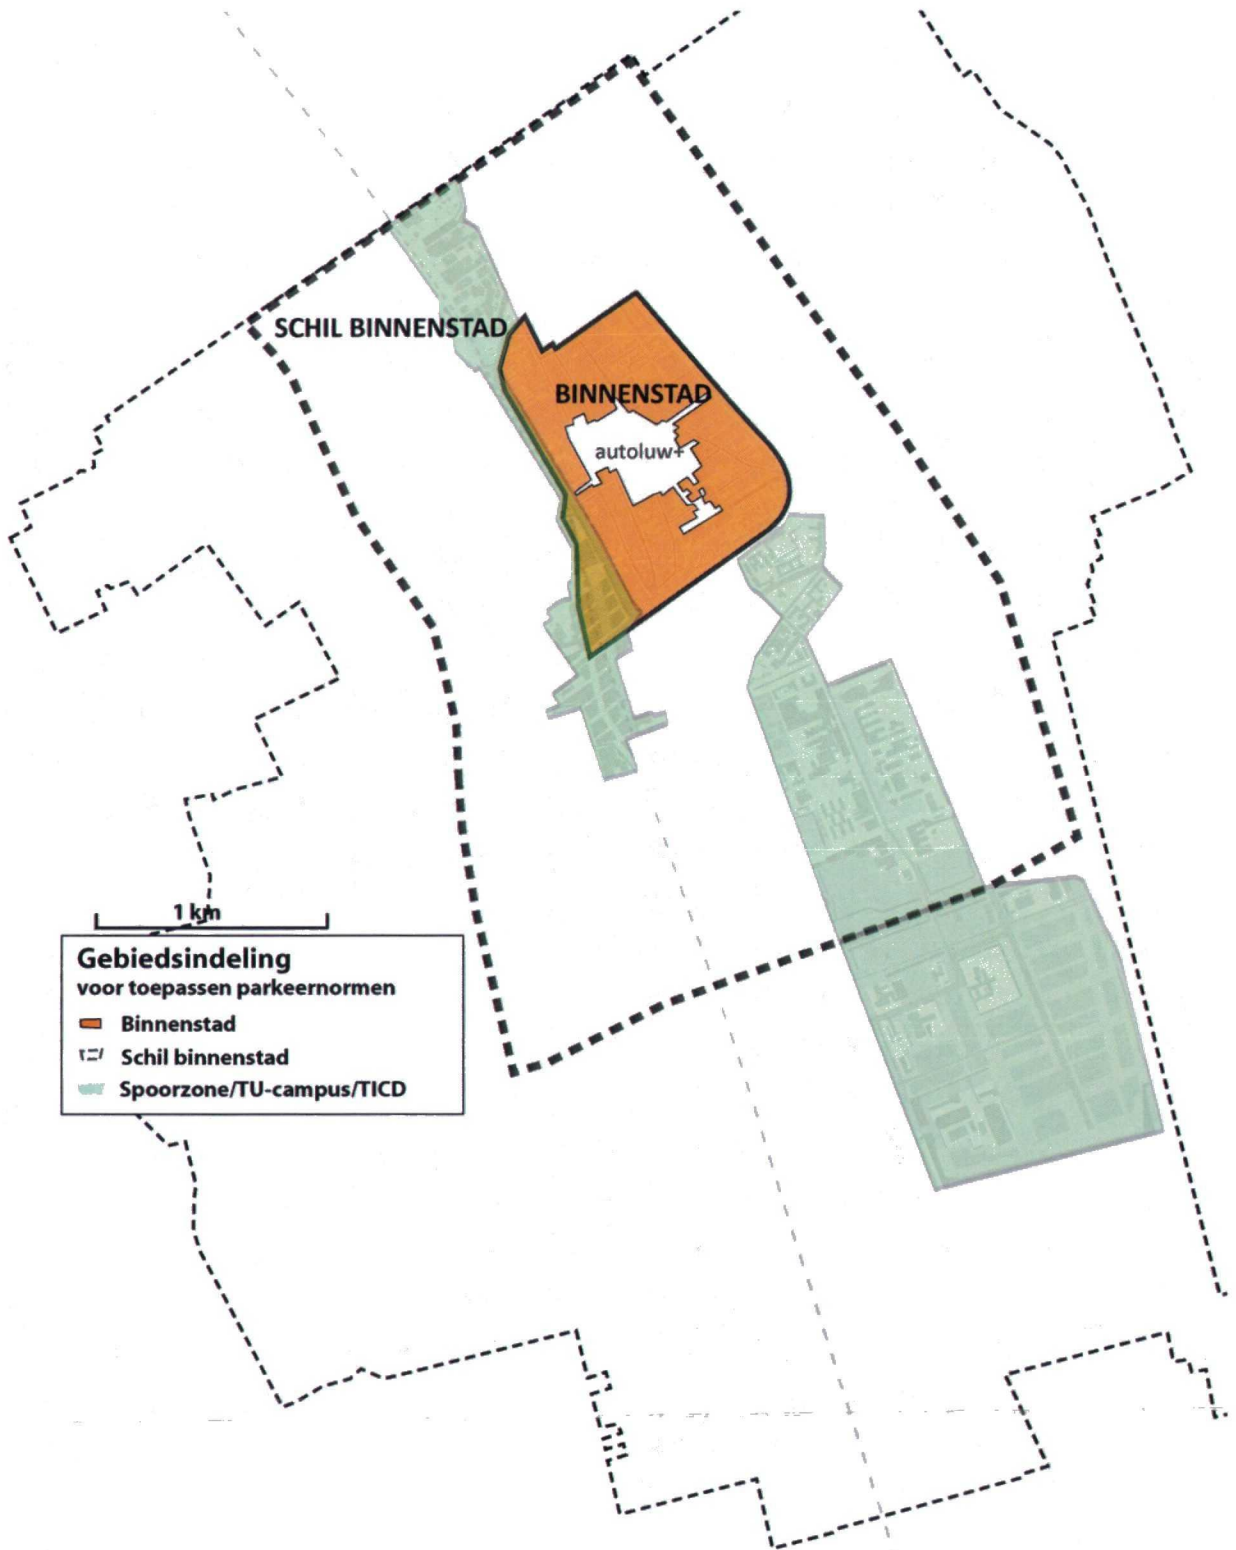 SCHIL BINNENSTAD
BINNENSTAD
autoluw+
1 km
Gebiedsindeling
voor toepassen parkeernormen
Binnenstad
Schil binnenstad
Spoorzone/TU-campus/TICD